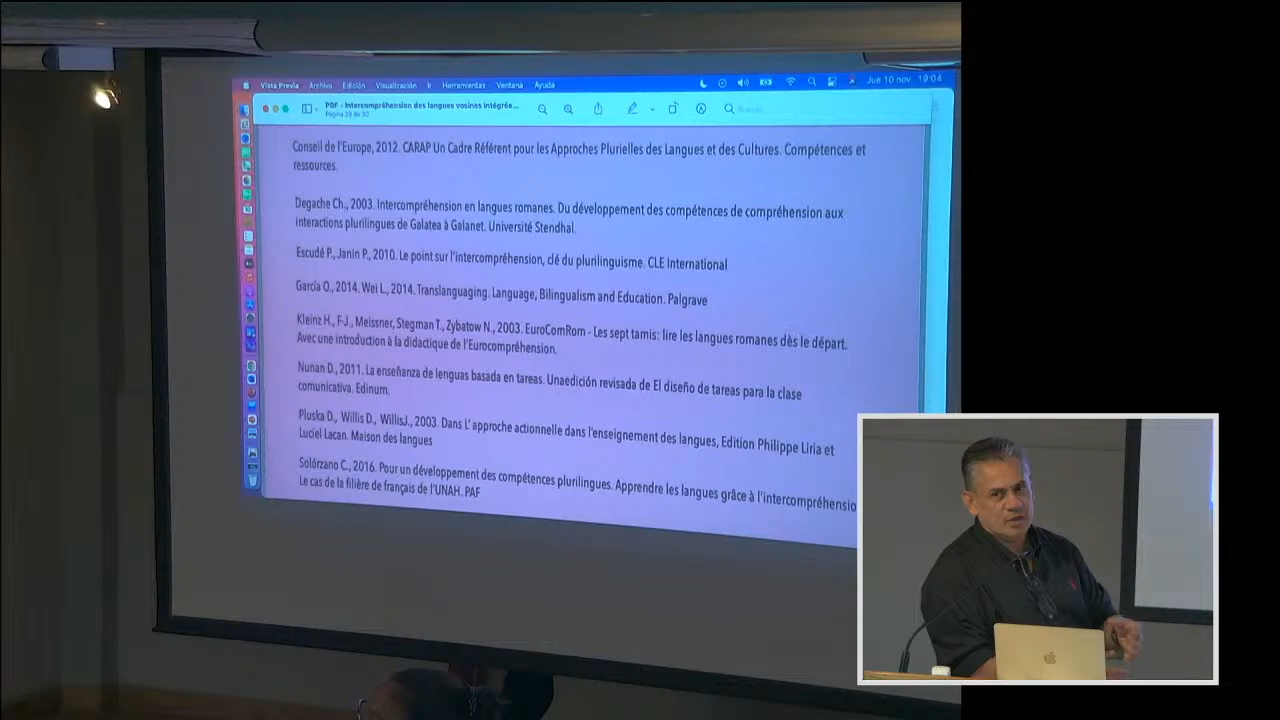 Vista Previa Archivo Edición Visualización Ir Herramientas Ventana Ayuda Jue 10 nov. 19:04
PDF - Intercompréhension des langues voisines intégrée...
Página 29 de 30
Buscar
Conseil de l'Europe, 2012. CARAP Un Cadre Référent pour les Approches Plurielles des Langues et des Cultures. Compétences et
ressources.
Degache Ch., 2003. Intercompréhension en langues romanes. Du développement des compétences de compréhension aux
interactions plurilingues de Galatea à Galanet. Université Stendhal.
Escudé P., Janin P., 2010. Le point sur l'intercompréhension, clé du plurilinguisme. CLE International
García O., 2014. Wei L., 2014. Translanguaging. Language, Bilingualism and Education. Palgrave
Kleinz H., F-J., Meissner, Stegman T., Zybatow N., 2003. EuroComRom - Les sept tamis: lire les langues romanes dès le départ.
Avec une introduction à la didactique de l'Eurocompréhension.
Nunan D., 2011. La enseñanza de lenguas basada en tareas. Unaedición revisada de El diseño de tareas para la clase
comunicativa. Edinum.
Pluska D., Willis D., WillisJ., 2003. Dans L' approche actionnelle dans l'enseignement des langues, Edition Philippe Liria et
Luciel Lacan. Maison des langues
Solórzano C., 2016. Pour un développement des compétences plurilingues. Apprendre les langues grâce à l'intercompréhensio
Le cas de la filière de français de l'UNAH. PAF